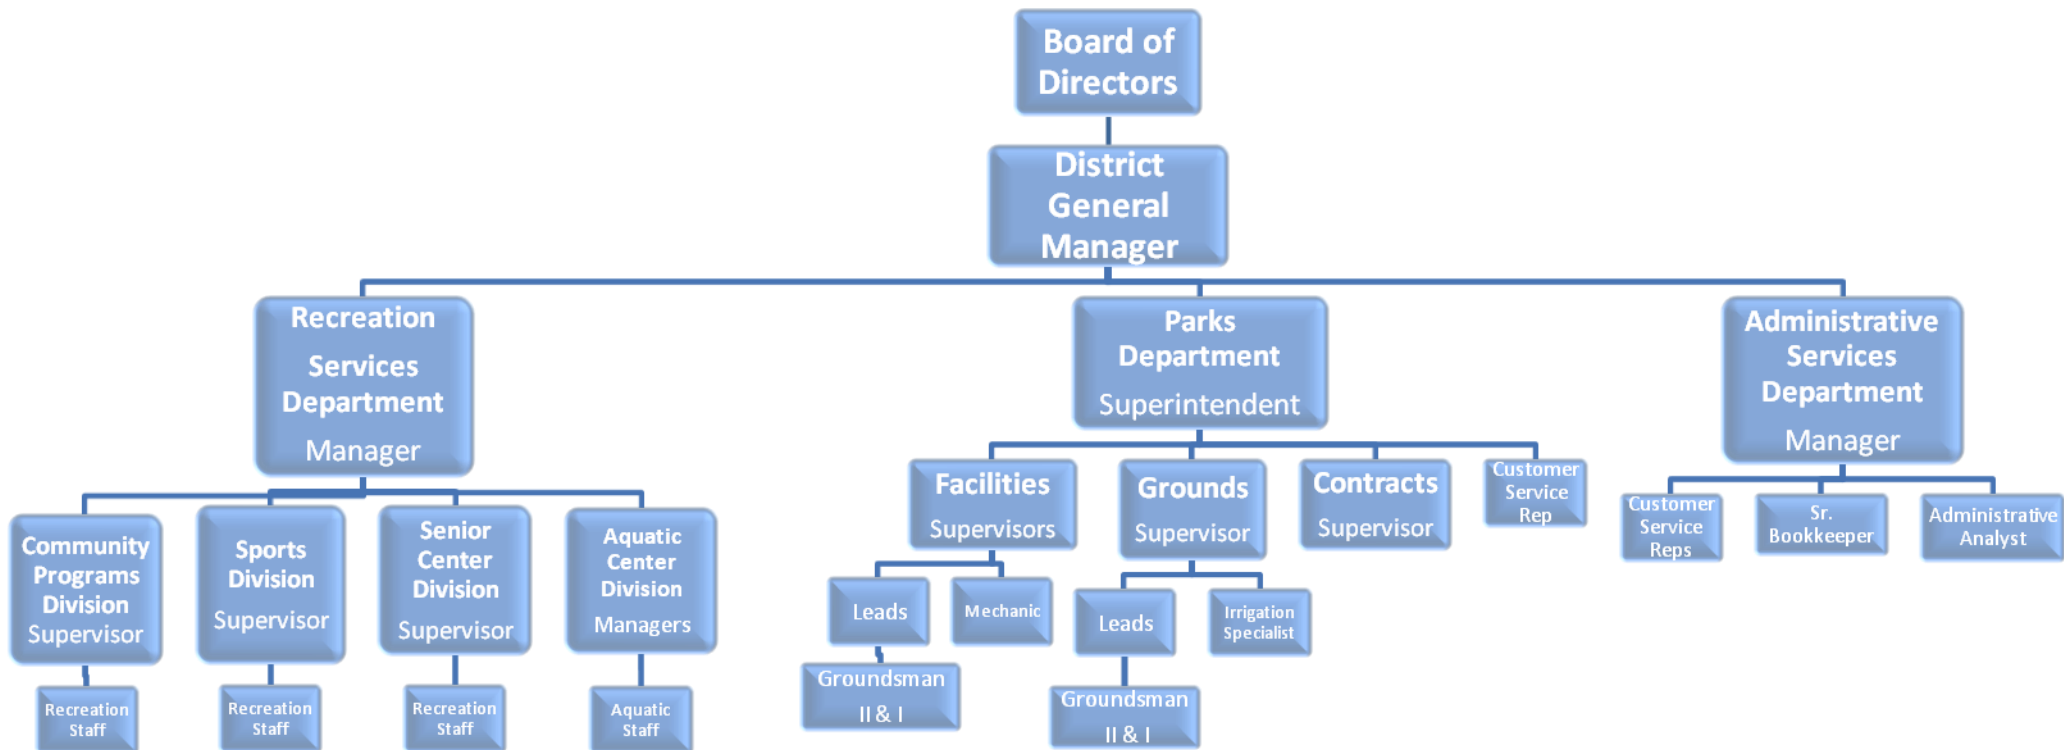 Board of
Directors
District
General
Manager
Recreation
Services
Department
Manager
Parks
Department
Superintendent
Administrative
Services
Department
Manager
Community
Programs
Division
Supervisor
Sports
Division
Supervisor
Senior
Center
Division
Supervisor
Aquatic
Center
Division
Managers
Facilities
Supervisors
Grounds
Supervisor
Contracts
Supervisor
Customer
Service
Rep
Customer
Service
Reps
Sr.
Bookkeeper
Administrative
Analyst
Leads
Mechanic
Leads
Irrigation
Specialist
Recreation
Staff
Recreation
Staff
Recreation
Staff
Aquatic
Staff
Groundsman
II & I
Groundsman
II & I